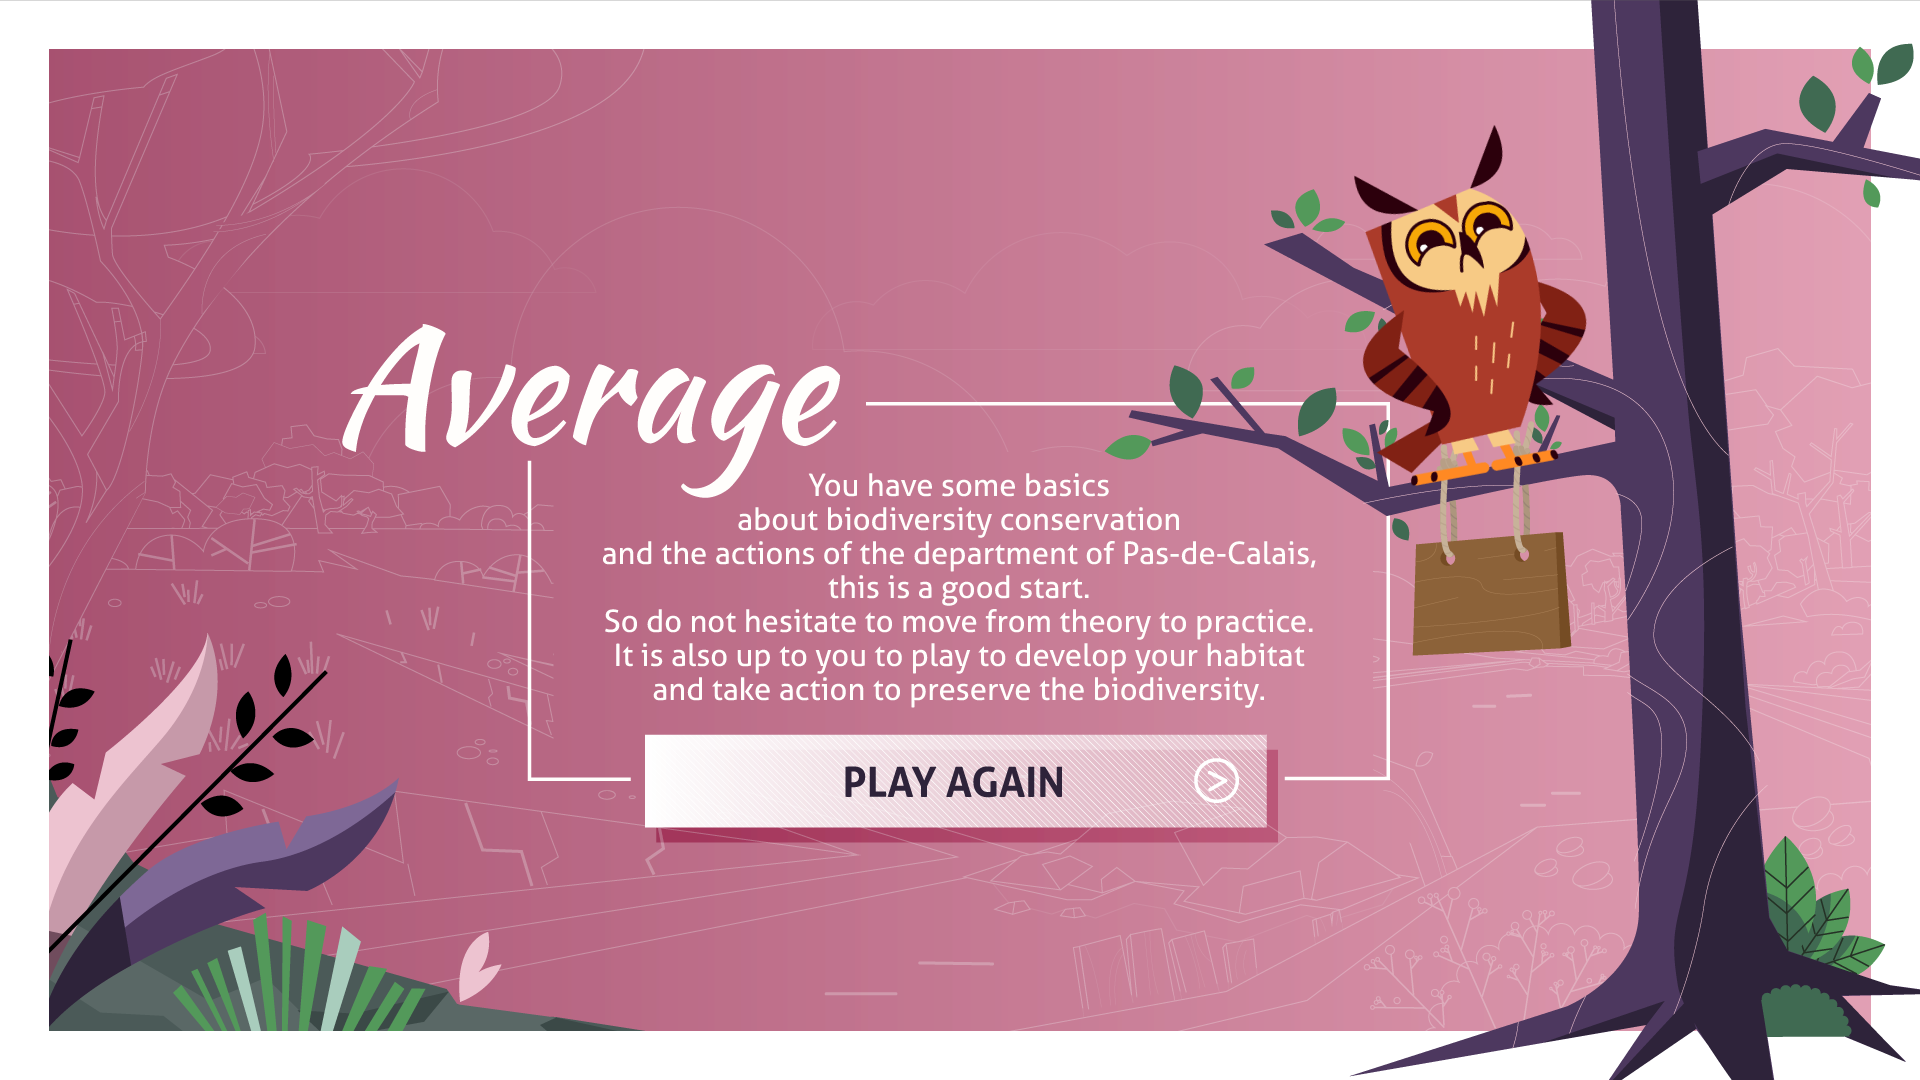 Average
You have some basics
about biodiversity conservation
and the actions of the department of Pas-de-Calais,
this is a good start.
So do not hesitate to move from theory to practice.
It is also up to you to play to develop your habitat
and take action to preserve the biodiversity.
PLAY AGAIN